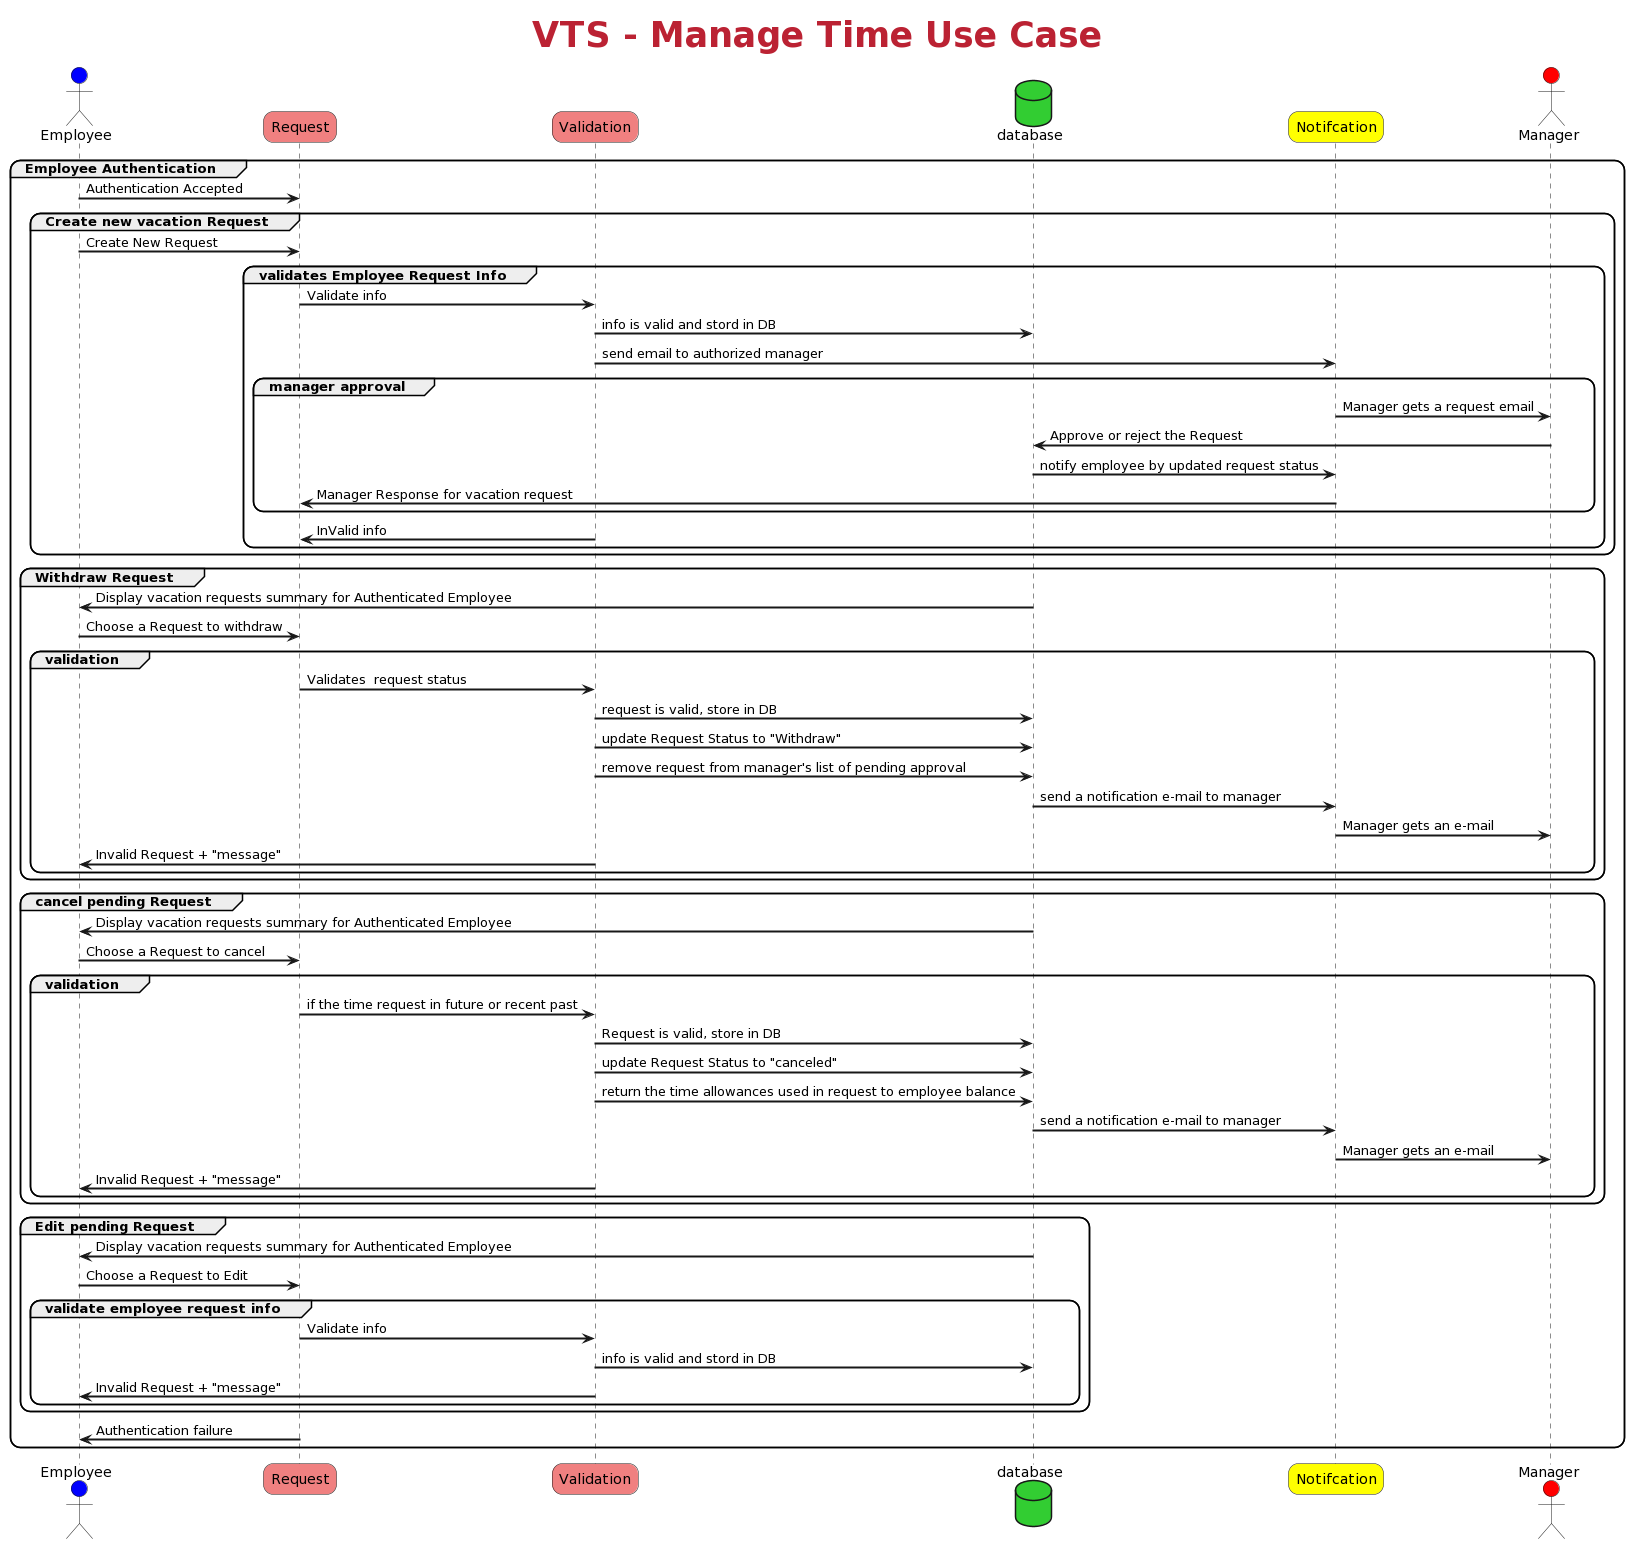 VTS - Manage Time Use Case
Employee
Request
Validation
database
Notifcation
Manager
Employee Authentication
Authentication Accepted
Create new vacation Request
Create New Request
validates Employee Request Info
Validate info
info is valid and stord in DB
send email to authorized manager
manager approval
Manager gets a request email
Approve or reject the Request
notify employee by updated request status
Manager Response for vacation request
InValid info
Withdraw Request
Display vacation requests summary for Authenticated Employee
Choose a Request to withdraw
validation
Validates  request status
request is valid, store in DB
update Request Status to "Withdraw"
remove request from manager's list of pending approval
send a notification e-mail to manager
Manager gets an e-mail
Invalid Request + "message"
cancel pending Request
Display vacation requests summary for Authenticated Employee
Choose a Request to cancel
validation
if the time request in future or recent past
Request is valid, store in DB
update Request Status to "canceled"
return the time allowances used in request to employee balance
send a notification e-mail to manager
Manager gets an e-mail
Invalid Request + "message"
Edit pending Request
Display vacation requests summary for Authenticated Employee
Choose a Request to Edit
validate employee request info
Validate info
info is valid and stord in DB
Invalid Request + "message"
Authentication failure
Employee
Request
Validation
database
Notifcation
Manager